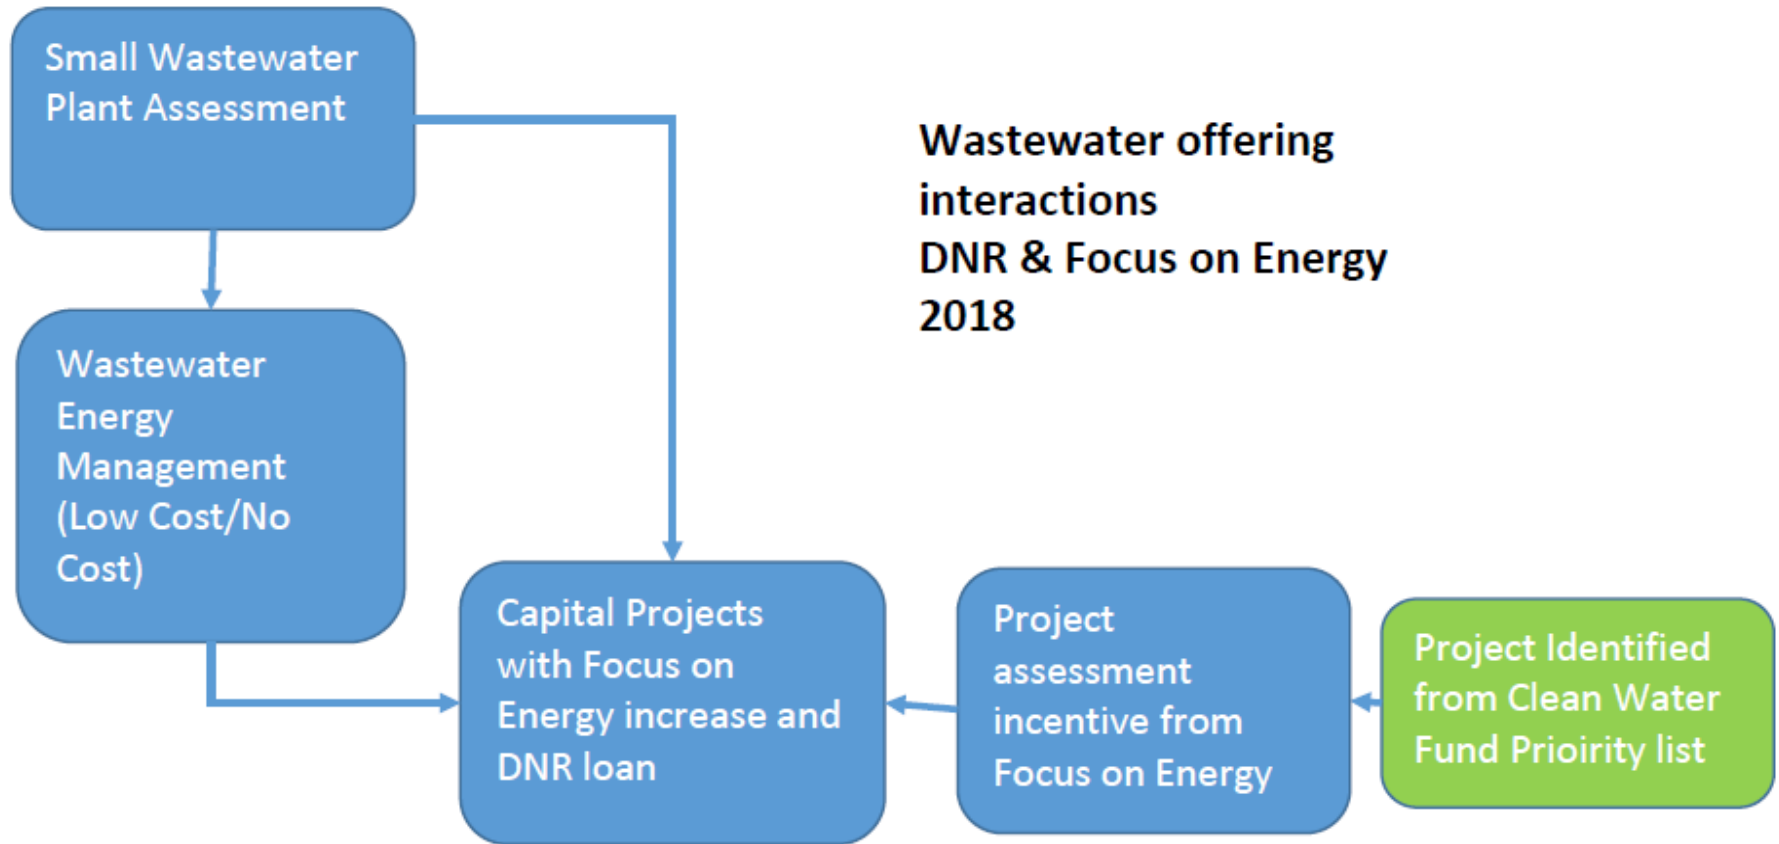 Small Wastewater
Plant Assessment
Wastewater offering
interactions
DNR & Focus on Energy
2018
Wastewater
Energy
Management
(Low Cost/No
Cost)
Capital Projects
with Focus on
Energy increase and
DNR loan
Project
assessment
incentive from
Focus on Energy
Project Identified
from Clean Water
Fund Prioirity list